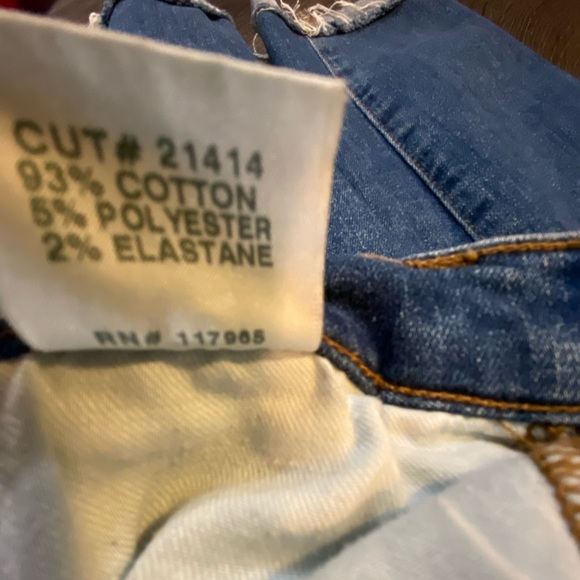 CUT# 21414
93% COTTON
5% POLYESTER
2% ELASTANE
RN# 117965